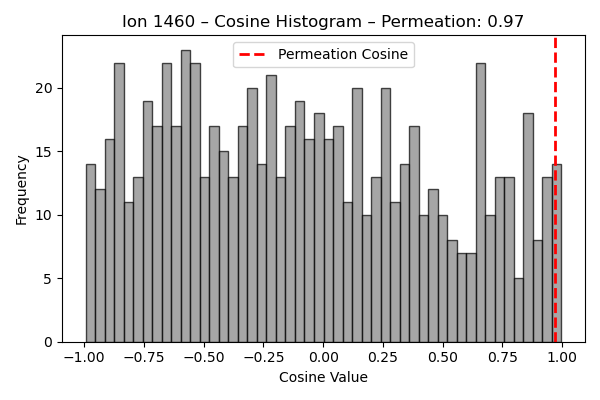 Ion 1460 – Cosine Histogram – Permeation: 0.97
Permeation Cosine
Frequency
20
15
10
5
0
−1.00 −0.75 −0.50 −0.25 0.00 0.25 0.50 0.75 1.00
Cosine Value